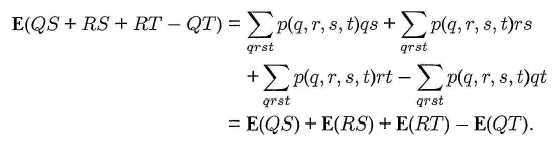 E(QS + RS + RT − QT) = ∑_{qrst} p(q, r, s, t)qs + ∑_{qrst} p(q, r, s, t)rs
+ ∑_{qrst} p(q, r, s, t)rt − ∑_{qrst} p(q, r, s, t)qt
= E(QS) + E(RS) + E(RT) − E(QT).